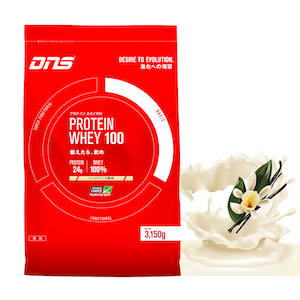 DNS
DESIRE TO EVOLUTION.
進化への渇望
BASIC
プロテイン ホエイ100
PROTEIN
WHEY 100
鍛えたら、飲め
PROTEIN
24g
WHEY
100%
3,150g
FUNCTIONAL